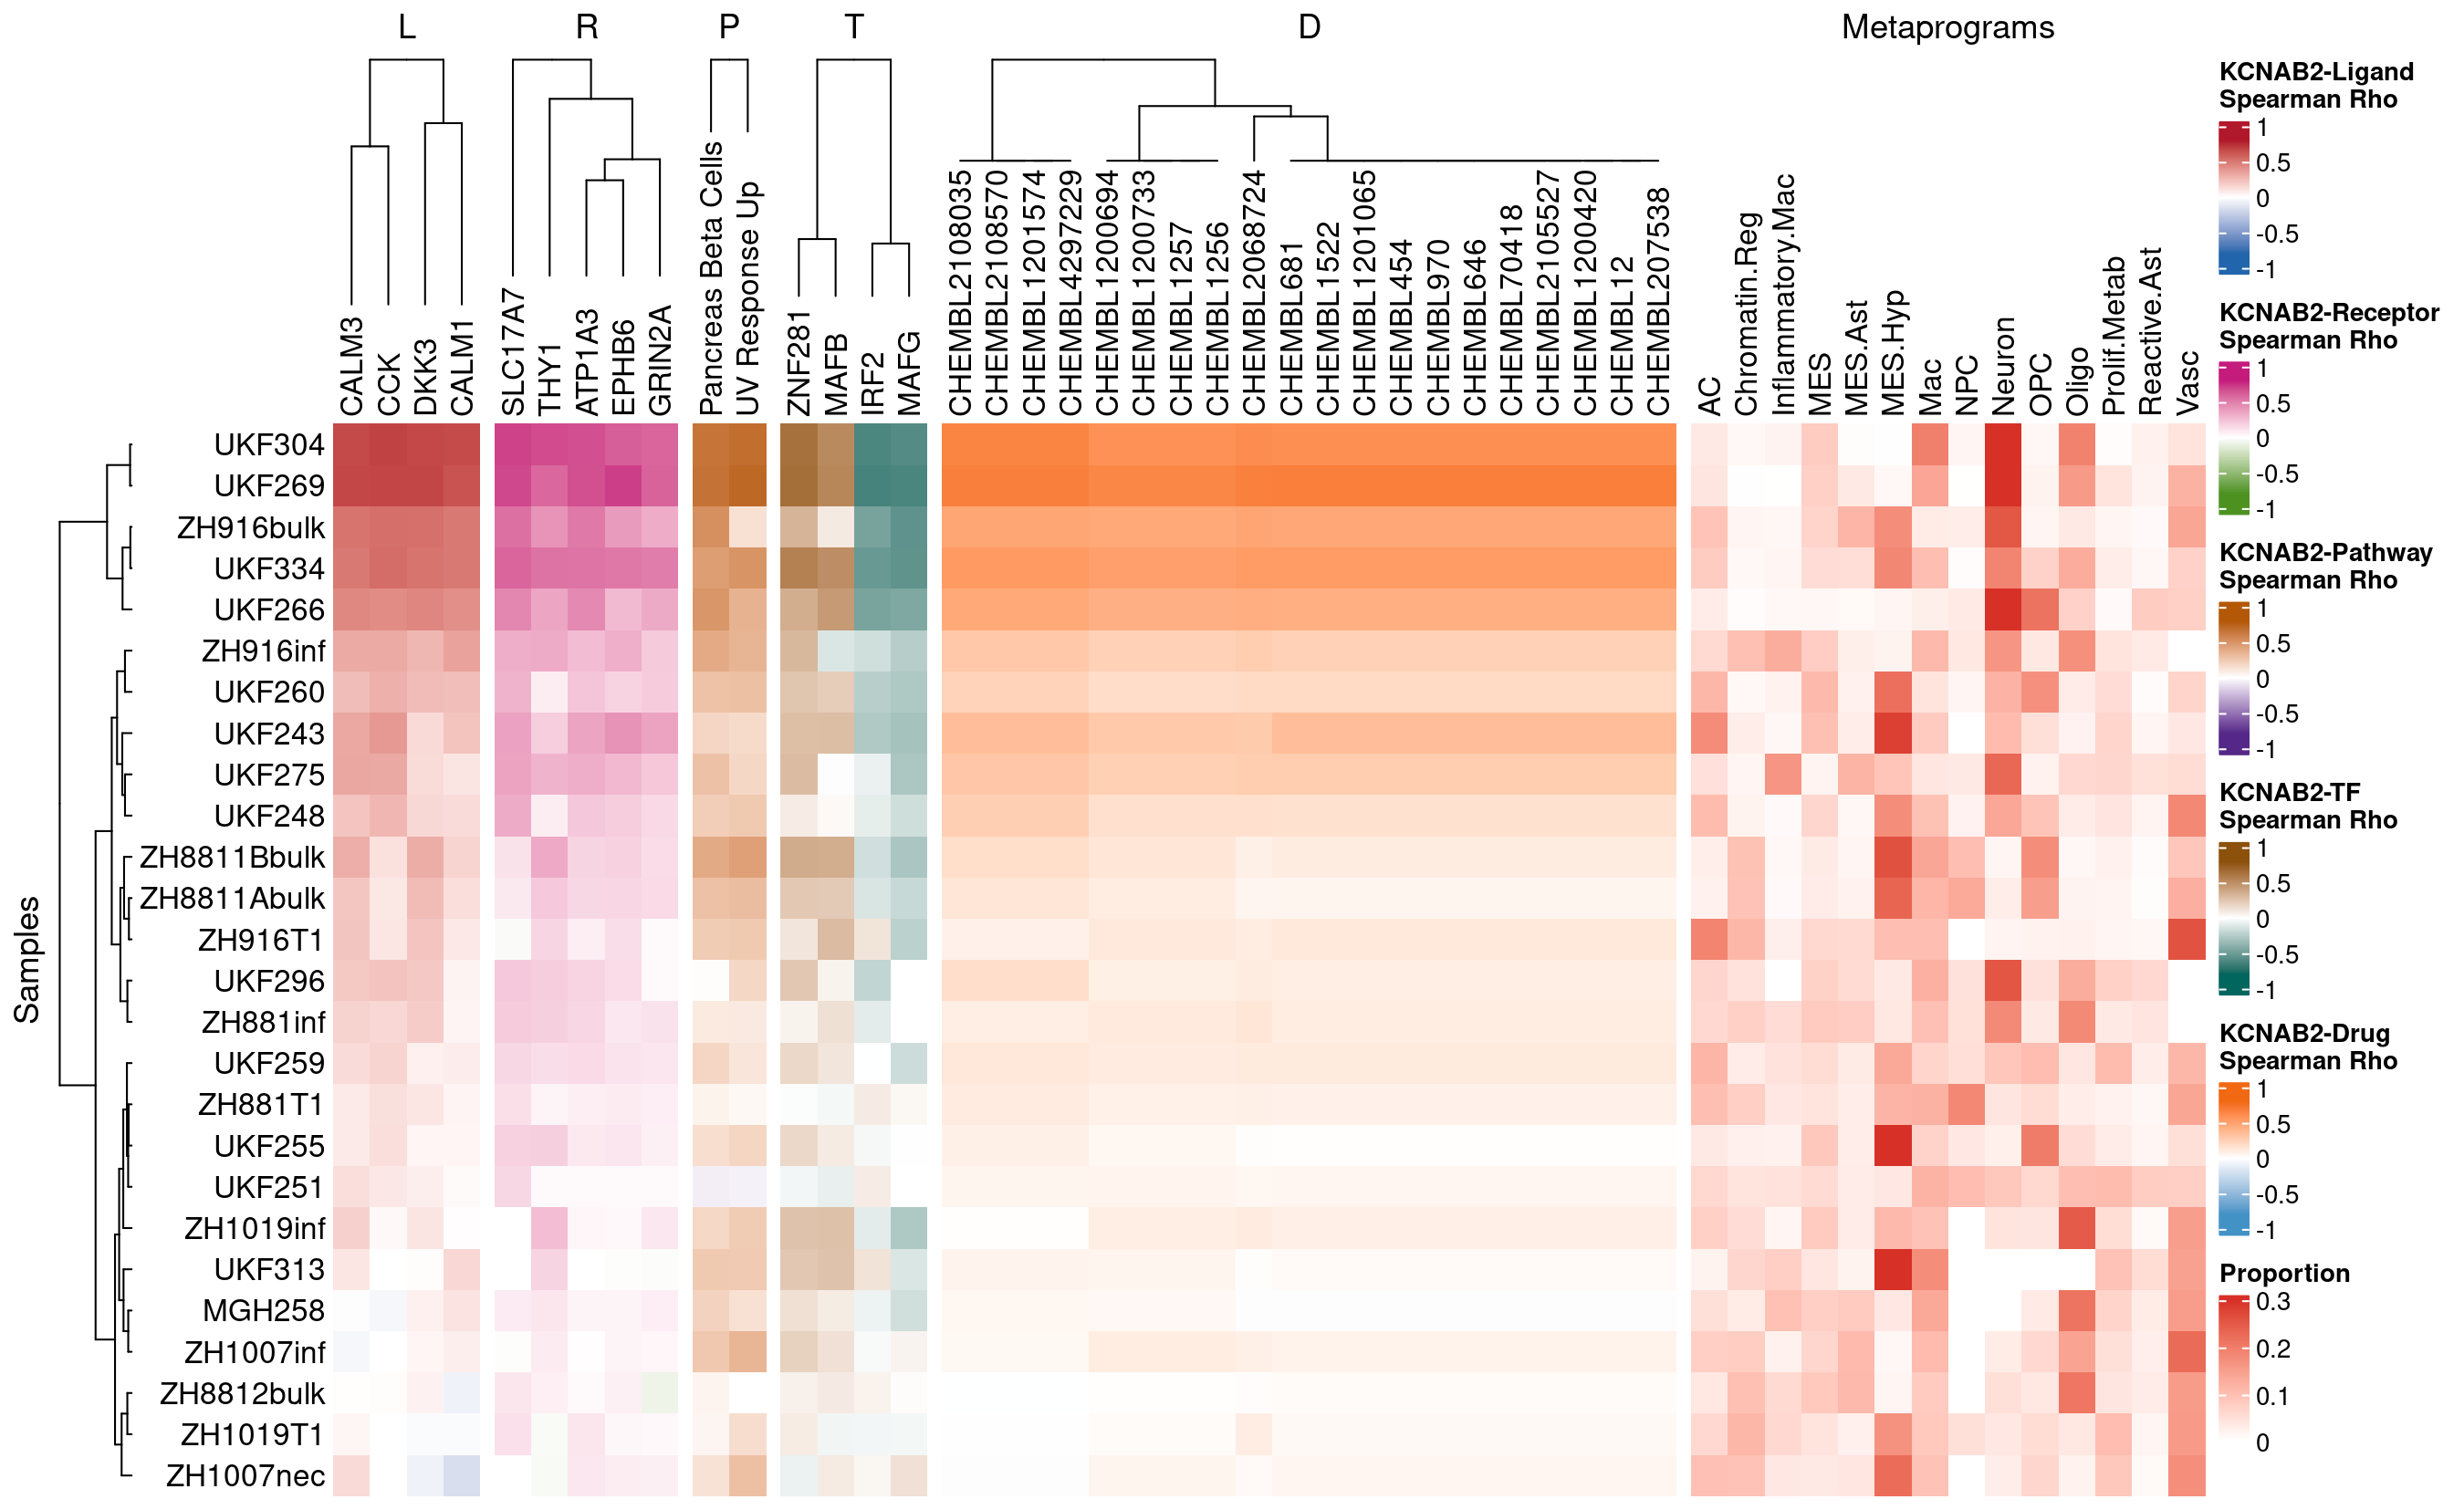 L R P T D Metaprograms
CALM3
CCK
DKK3
CALM1
SLC17A7
THY1
ATP1A3
EPHB6
GRIN2A
Pancreas Beta Cells
UV Response Up
ZNF281
MAFB
IRF2
MAFG
CHEMBL2108035
CHEMBL2108570
CHEMBL1201574
CHEMBL4297229
CHEMBL1200694
CHEMBL1200733
CHEMBL1257
CHEMBL1256
CHEMBL2068724
CHEMBL681
CHEMBL1522
CHEMBL1201065
CHEMBL454
CHEMBL970
CHEMBL646
CHEMBL70418
CHEMBL2105527
CHEMBL1200420
CHEMBL12
CHEMBL207538
AC
Chromatin.Reg
Inflammatory.Mac
MES
MES.Ast
MES.Hyp
Mac
NPC
Neuron
OPC
Oligo
Prolif.Metab
Reactive.Ast
Vasc
Samples
UKF304
UKF269
ZH916bulk
UKF334
UKF266
ZH916inf
UKF260
UKF243
UKF275
UKF248
ZH8811Bbulk
ZH8811Abulk
ZH916T1
UKF296
ZH881inf
UKF259
ZH881T1
UKF255
UKF251
ZH1019inf
UKF313
MGH258
ZH1007inf
ZH8812bulk
ZH1019T1
ZH1007nec
KCNAB2-Ligand
Spearman Rho
1
0.5
0
-0.5
-1
KCNAB2-Receptor
Spearman Rho
1
0.5
0
-0.5
-1
KCNAB2-Pathway
Spearman Rho
1
0.5
0
-0.5
-1
KCNAB2-TF
Spearman Rho
1
0.5
0
-0.5
-1
KCNAB2-Drug
Spearman Rho
1
0.5
0
-0.5
-1
Proportion
0.3
0.2
0.1
0